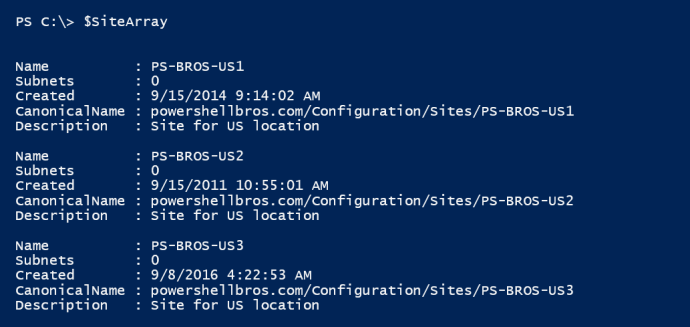 PS C:\> $SiteArray
Name : PS-BROS-US1
Subnets : 0
Created : 9/15/2014 9:14:02 AM
CanonicalName : powershellbros.com/Configuration/Sites/PS-BROS-US1
Description : Site for US location
Name : PS-BROS-US2
Subnets : 0
Created : 9/15/2011 10:55:01 AM
CanonicalName : powershellbros.com/Configuration/Sites/PS-BROS-US2
Description : Site for US location
Name : PS-BROS-US3
Subnets : 0
Created : 9/8/2016 4:22:53 AM
CanonicalName : powershellbros.com/Configuration/Sites/PS-BROS-US3
Description : Site for US location